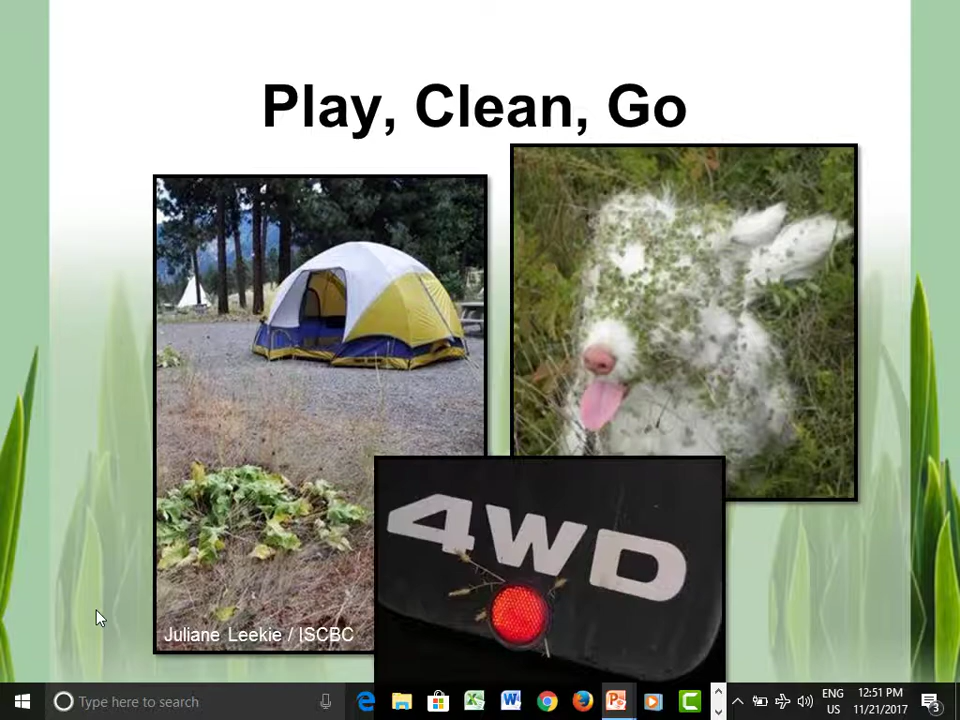 Play, Clean, Go
4WD
Juliane Leekie / ISCBC
Type here to search
ENG
US
12:51 PM
11/21/2017
3